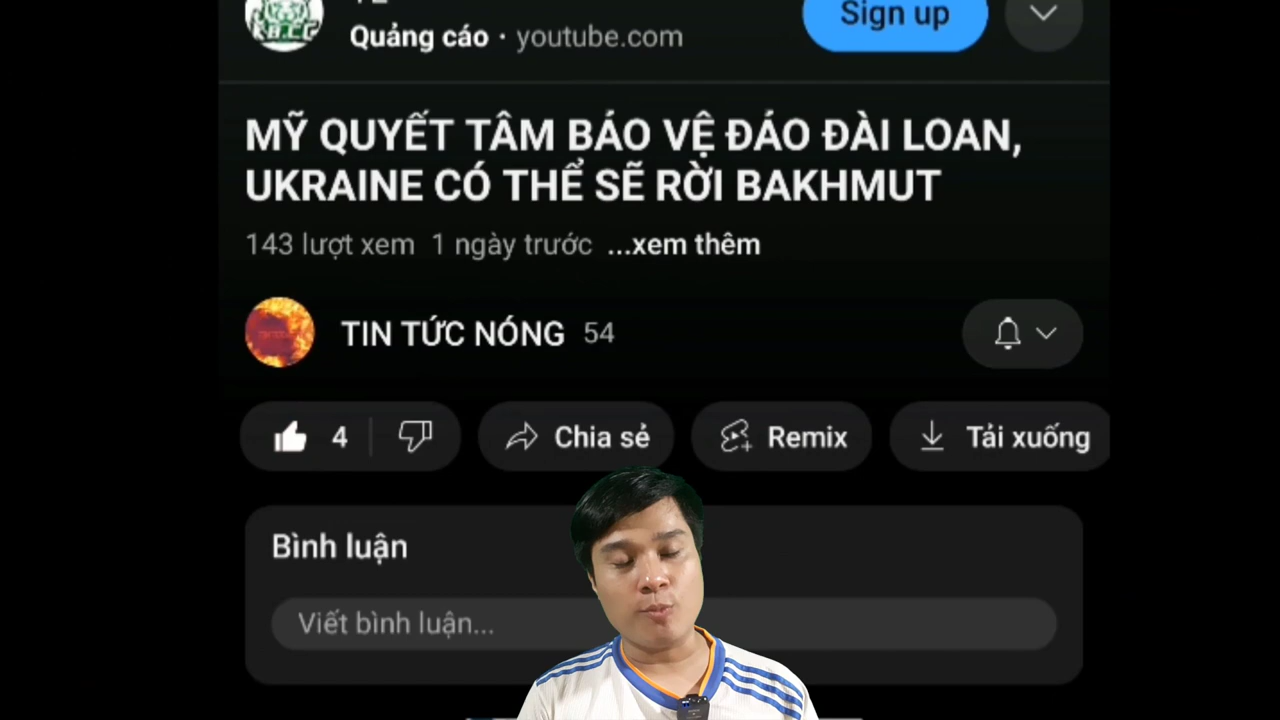 Sign up
Quảng cáo · youtube.com
MỸ QUYẾT TÂM BẢO VỆ ĐẢO ĐÀI LOAN,
UKRAINE CÓ THỂ SẼ RỜI BAKHMUT
143 lượt xem 1 ngày trước ...xem thêm
TIN TỨC NÓNG 54
4 Chia sẻ Remix Tải xuống
Bình luận
Viết bình luận...